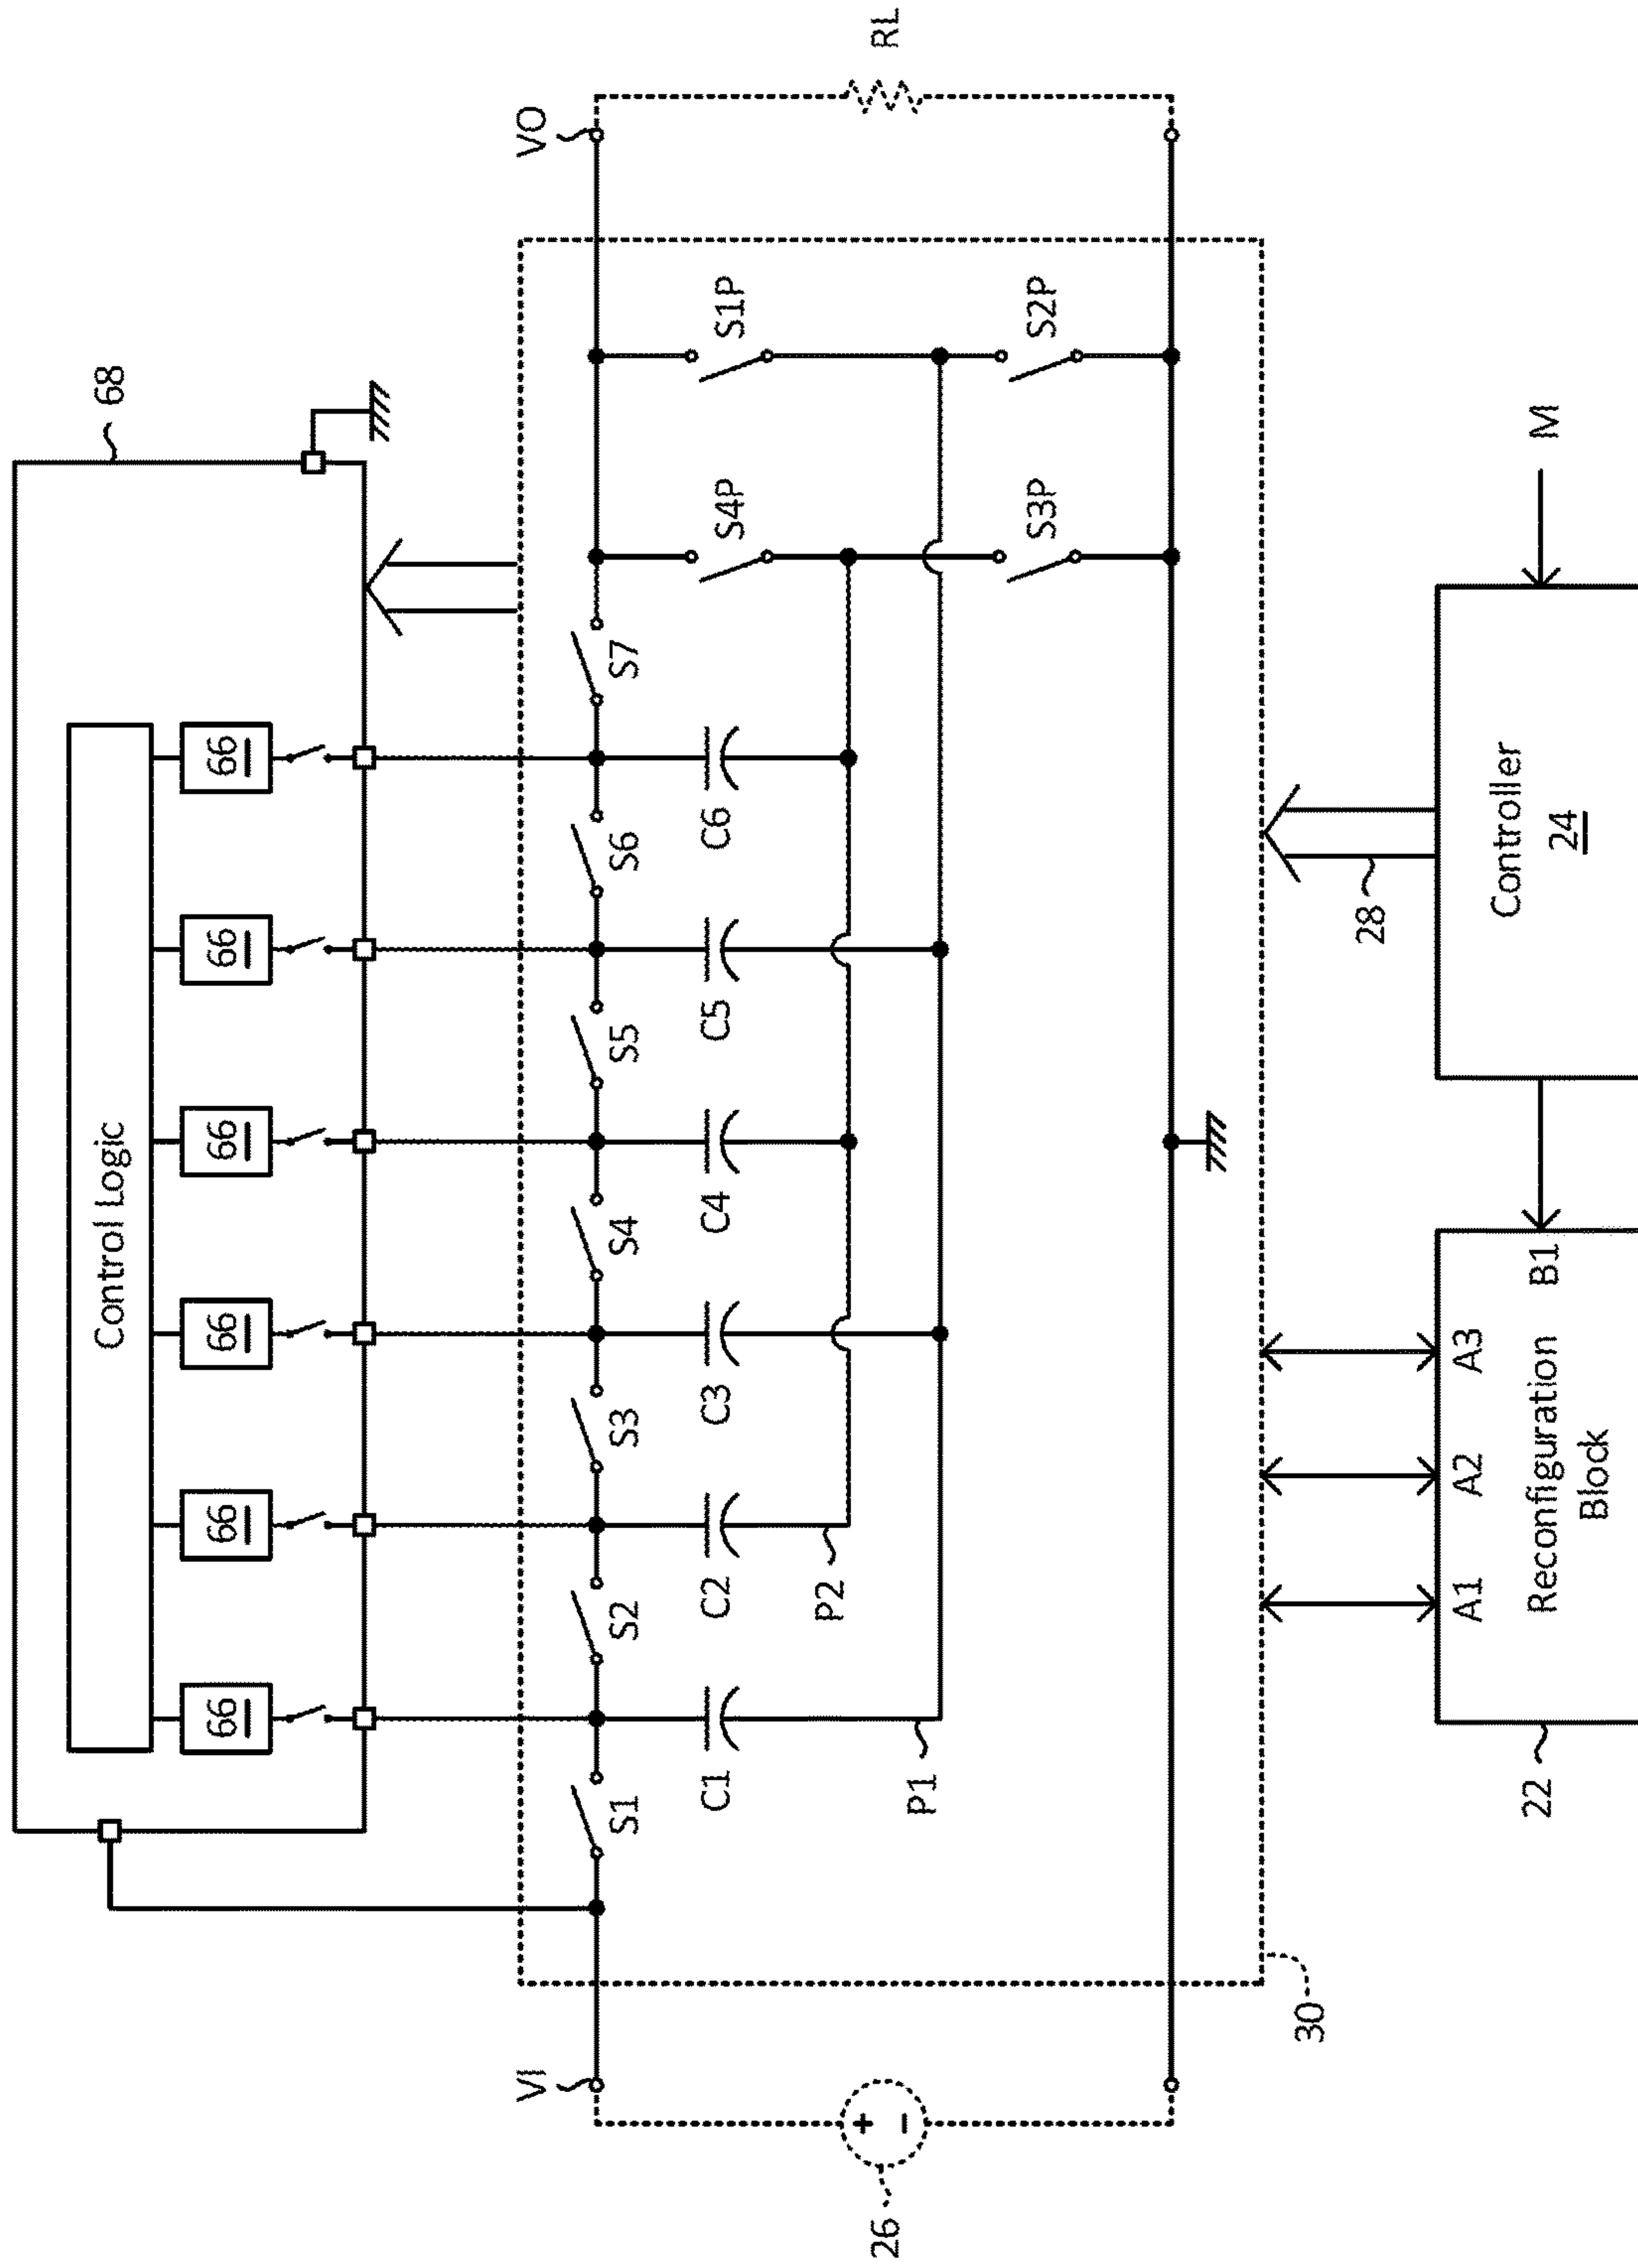 68
Control Logic
66 66 66 66 66 66
VI
VO
S1 S2 S3 S4 S5 S6 S7
C1 C2 C3 C4 C5 C6
S4P S1P
P2
P1
26
+
−
RL
S3P S2P
30
28
M
A1 A2 A3
B1
Reconfiguration
Block
22
Controller
24